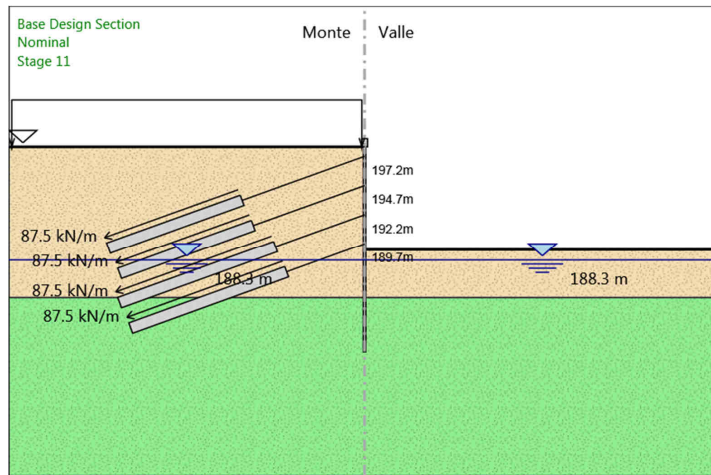 Base Design Section
Nominal
Stage 11
Monte
Valle
197.2m
194.7m
192.2m
189.7m
87.5 kN/m
87.5 kN/m
87.5 kN/m
87.5 kN/m
188.3 m
188.3 m